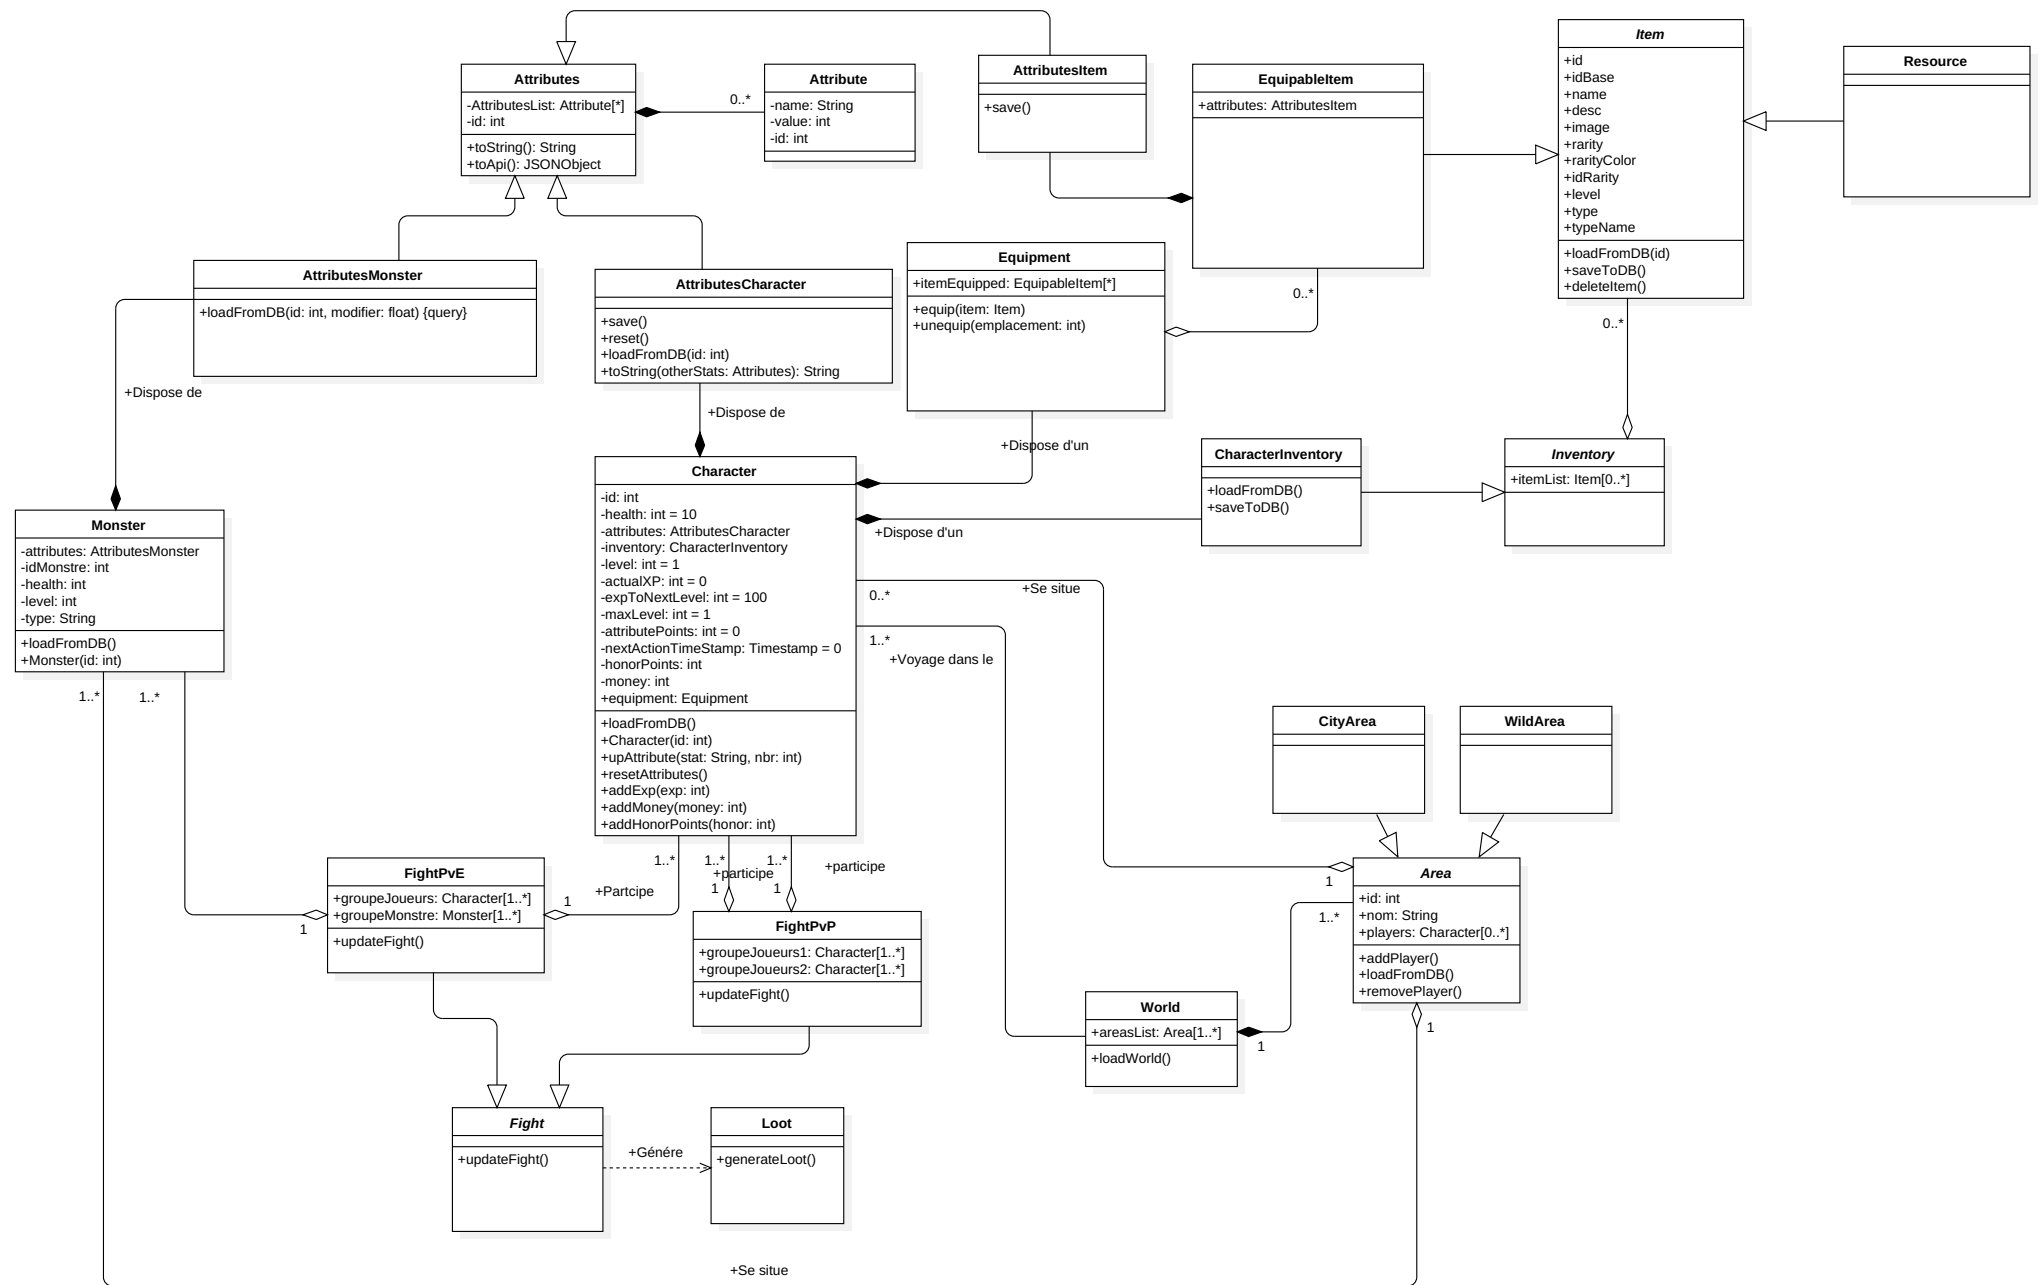 Attributes
-AttributesList: Attribute[*]
-id: int
+toString(): String
+toApi(): JSONObject
0..*
Attribute
-name: String
-value: int
-id: int
AttributesItem
+save()
EquipableItem
+attributes: AttributesItem
0..*
Item
+id
+idBase
+name
+desc
+image
+rarity
+rarityColor
+idRarity
+level
+type
+typeName
+loadFromDB(id)
+saveToDB()
+deleteItem()
0..*
Resource
AttributesMonster
+loadFromDB(id: int, modifier: float) {query}
+Dispose de
AttributesCharacter
+save()
+reset()
+loadFromDB(id: int)
+toString(otherStats: Attributes): String
+Dispose de
Equipment
+itemEquipped: EquipableItem[*]
+equip(item: Item)
+unequip(emplacement: int)
+Dispose d'un
CharacterInventory
+loadFromDB()
+saveToDB()
+Dispose d'un
Inventory
+itemList: Item[0..*]
Monster
-attributes: AttributesMonster
-idMonstre: int
-health: int
-level: int
-type: String
+loadFromDB()
+Monster(id: int)
1..*
1..*
Character
-id: int
-health: int = 10
-attributes: AttributesCharacter
-inventory: CharacterInventory
-level: int = 1
-actualXP: int = 0
-expToNextLevel: int = 100
-maxLevel: int = 1
-attributePoints: int = 0
-nextActionTimeStamp: Timestamp = 0
-honorPoints: int
-money: int
+equipment: Equipment
+loadFromDB()
+Character(id: int)
+upAttribute(stat: String, nbr: int)
+resetAttributes()
+addExp(exp: int)
+addMoney(money: int)
+addHonorPoints(honor: int)
+Se situe
0..*
1..*
+Voyage dans le
CityArea
WildArea
1..*
1..*
1..*
+participe
+participe
+Partcipe
1
1
1
1
FightPvE
+groupeJoueurs: Character[1..*]
+groupeMonstre: Monster[1..*]
+updateFight()
FightPvP
+groupeJoueurs1: Character[1..*]
+groupeJoueurs2: Character[1..*]
+updateFight()
1
1..*
Area
+id: int
+nom: String
+players: Character[0..*]
+addPlayer()
+loadFromDB()
+removePlayer()
1
World
+areasList: Area[1..*]
+loadWorld()
1
Fight
+updateFight()
+Génére
Loot
+generateLoot()
+Se situe